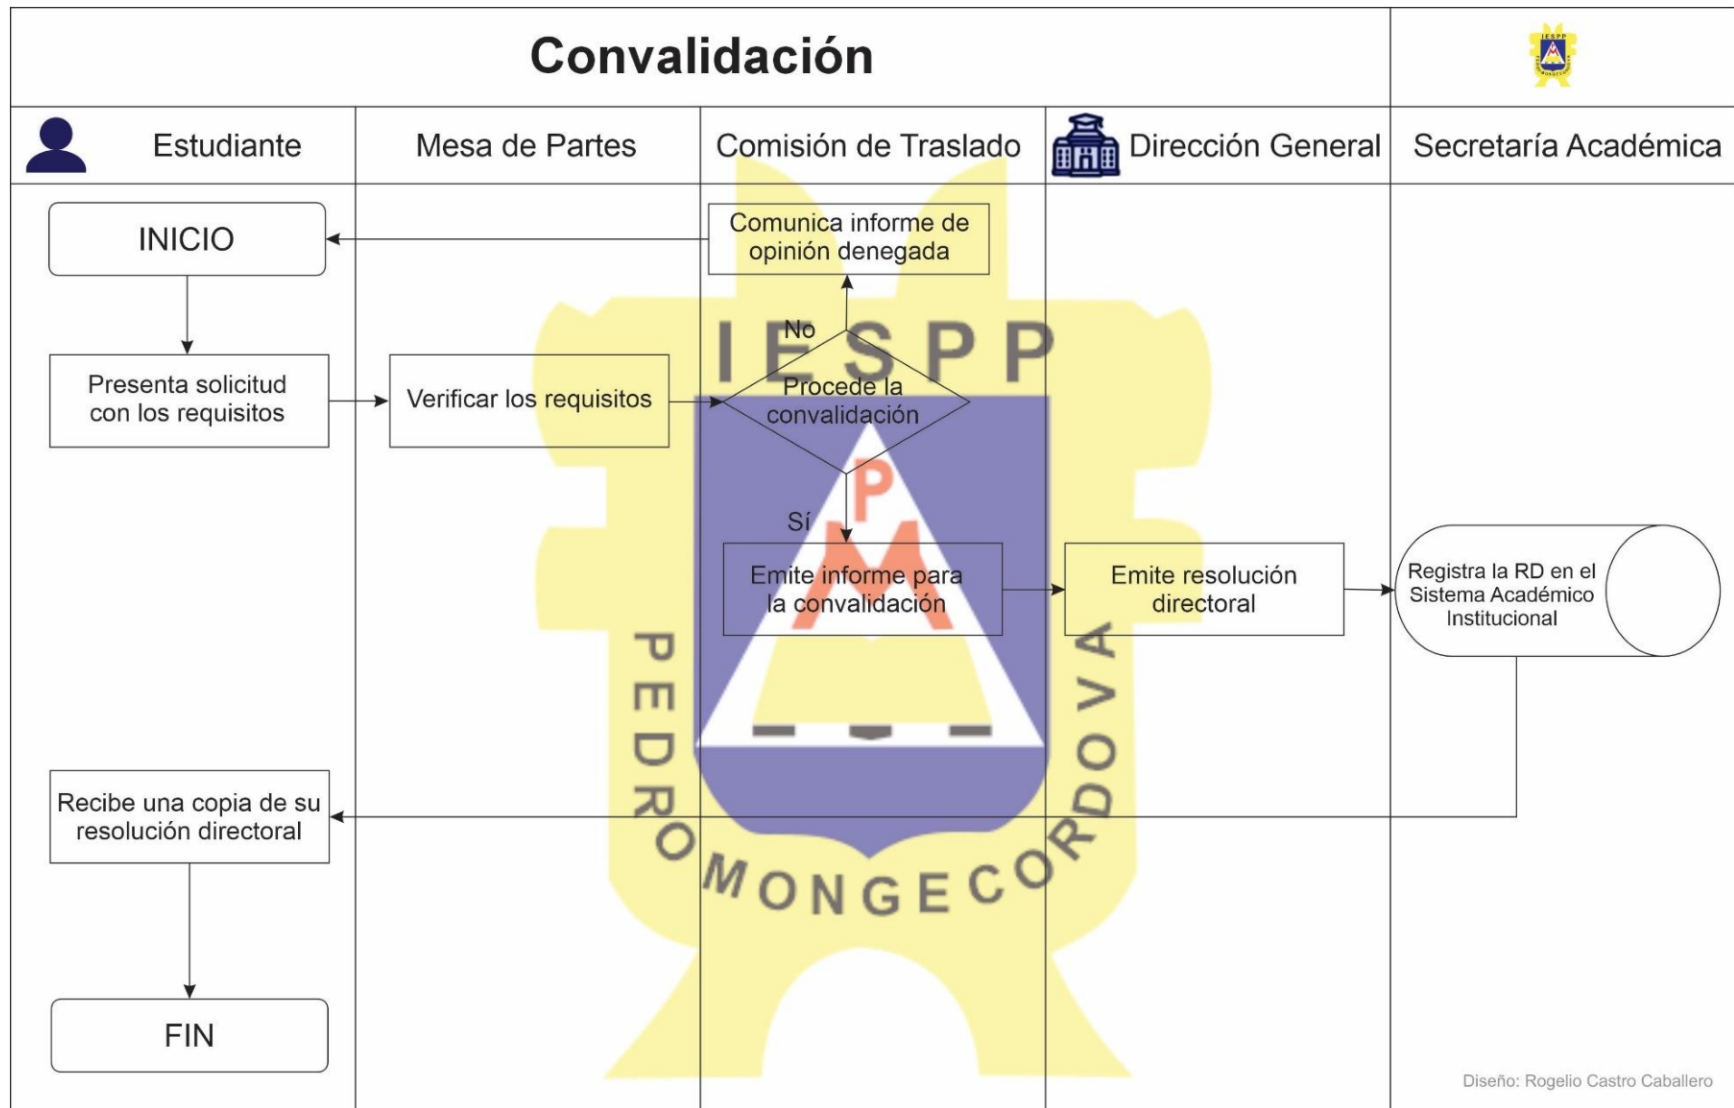 Convalidación
IESPP
PEDROMONGECORDOVA
Estudiante
Mesa de Partes
Comisión de Traslado
Dirección General
Secretaría Académica
INICIO
Comunica informe de
opinión denegada
No
Presenta solicitud
con los requisitos
Verificar los requisitos
Procede la
convalidación
Sí
Emite informe para
la convalidación
Emite resolución
directoral
Registra la RD en el
Sistema Académico
Institucional
Recibe una copia de su
resolución directoral
FIN
IESPP
P
M
PEDROMONGECORDOVA
Diseño: Rogelio Castro Caballero